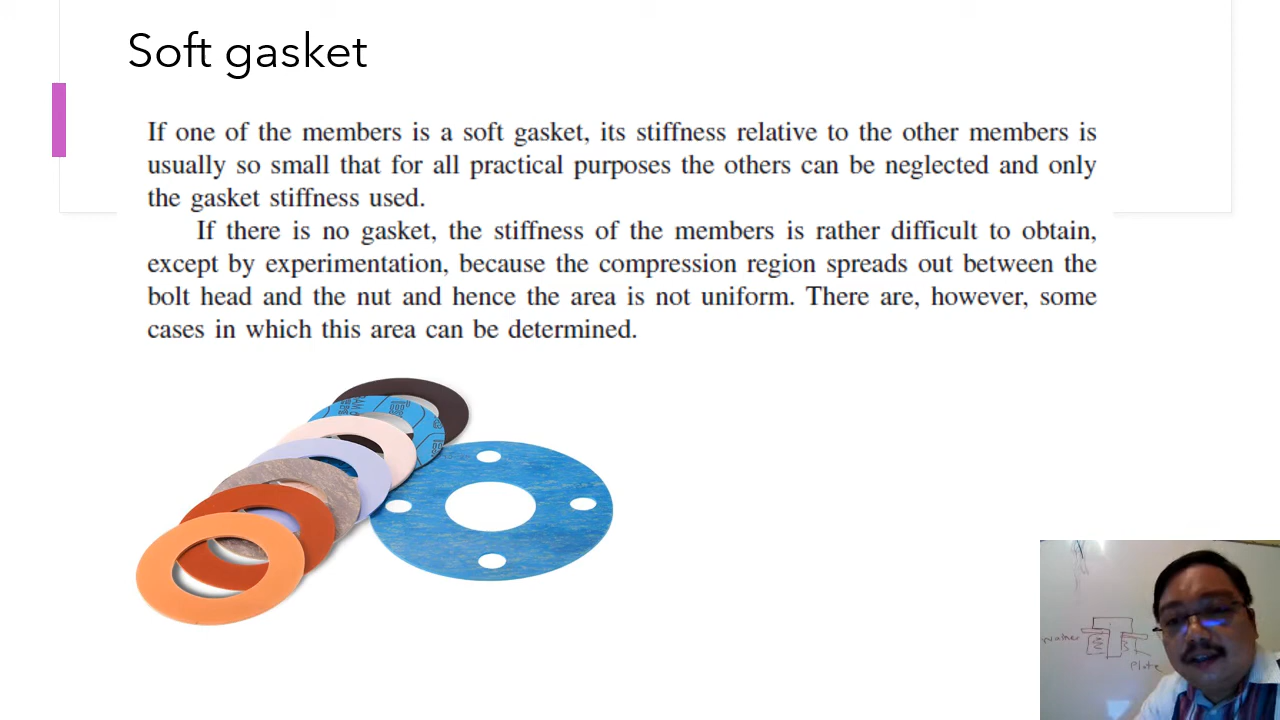 Soft gasket
If one of the members is a soft gasket, its stiffness relative to the other members is
usually so small that for all practical purposes the others can be neglected and only
the gasket stiffness used.
If there is no gasket, the stiffness of the members is rather difficult to obtain,
except by experimentation, because the compression region spreads out between the
bolt head and the nut and hence the area is not uniform. There are, however, some
cases in which this area can be determined.
Plate